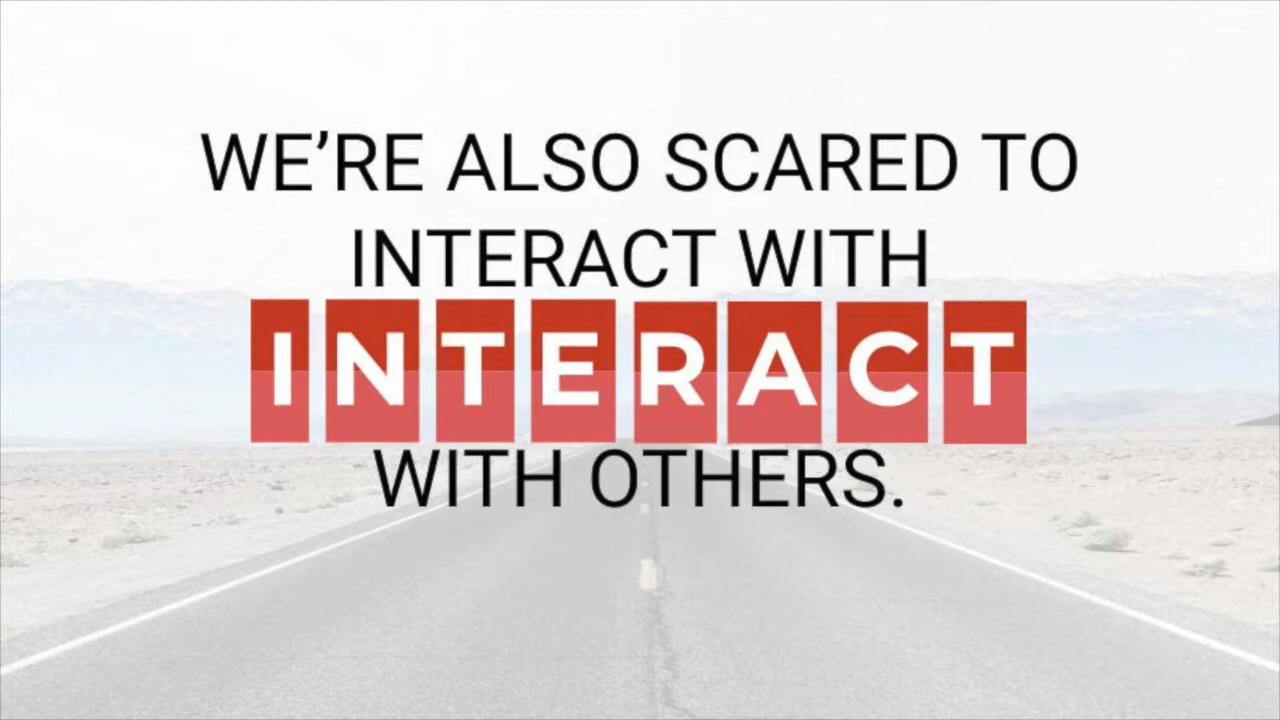 WE’RE ALSO SCARED TO
INTERACT WITH
INTERACT
WITH OTHERS.